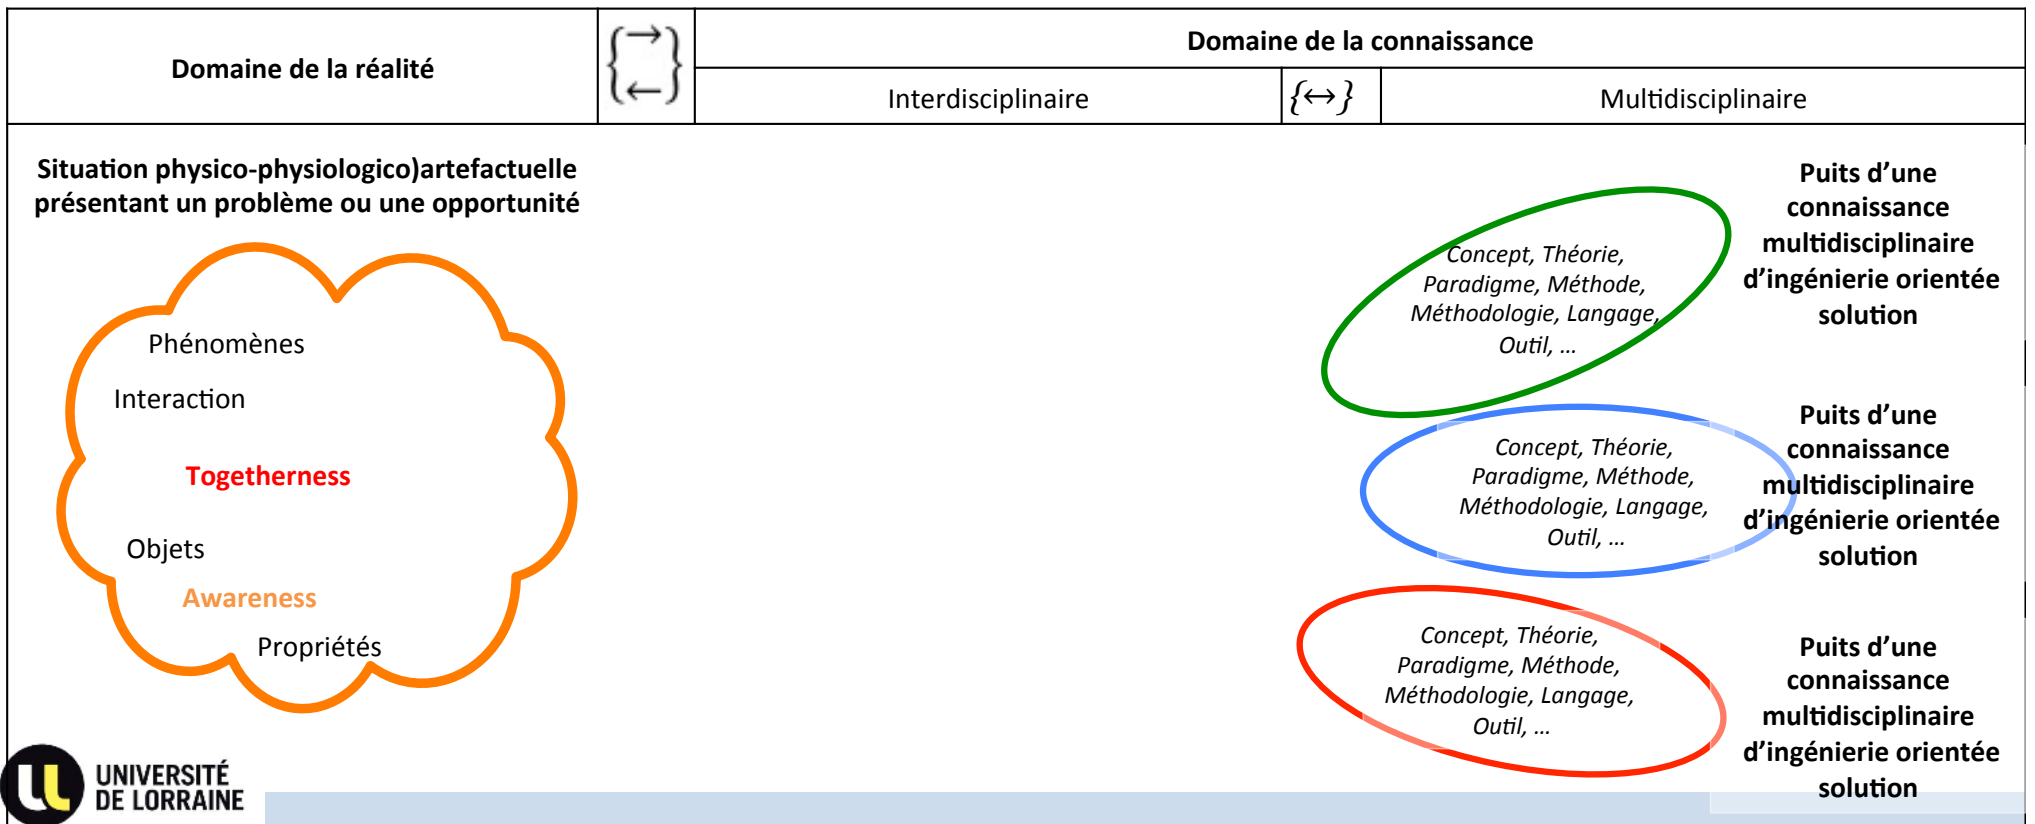 Domaine de la réalité
{→
←}
Domaine de la connaissance
Interdisciplinaire
{↔}
Multidisciplinaire
Situation physico-physiologico)artefactuelle
présentant un problème ou une opportunité
Phénomènes
Interaction
Togetherness
Objets
Awareness
Propriétés
Concept, Théorie,
Paradigme, Méthode,
Méthodologie, Langage,
Outil, ...
Puits d’une
connaissance
multidisciplinaire
d’ingénierie orientée
solution
Concept, Théorie,
Paradigme, Méthode,
Méthodologie, Langage,
Outil, ...
Puits d’une
connaissance
multidisciplinaire
d’ingénierie orientée
solution
Concept, Théorie,
Paradigme, Méthode,
Méthodologie, Langage,
Outil, ...
Puits d’une
connaissance
multidisciplinaire
d’ingénierie orientée
solution
UNIVERSITÉ
DE LORRAINE